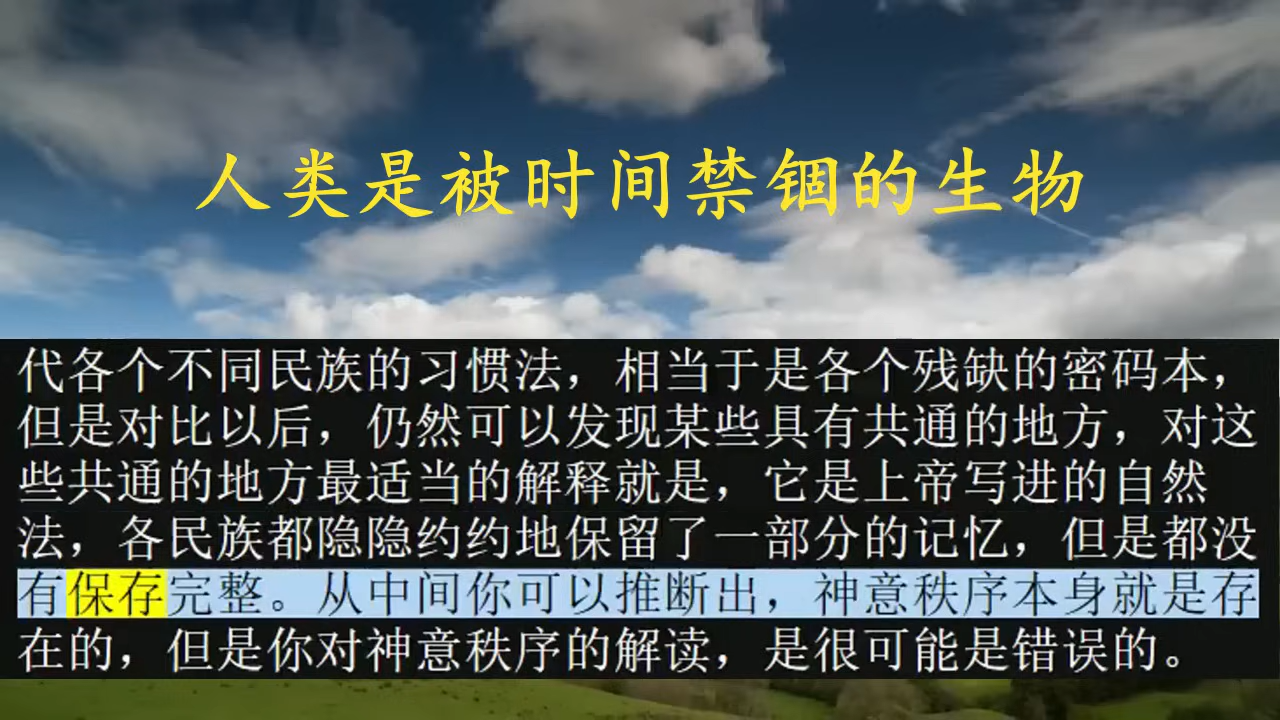 人类是被时间禁锢的生物
代各个不同民族的习惯法，相当于是各个残缺的密码本，
但是对比以后，仍然可以发现某些具有共通的地方，对这
些共通的地方最适当的解释就是，它是上帝写进的自然
法，各民族都隐隐约约地保留了一部分的记忆，但是都没
有保存完整。从中间你可以推断出，神意秩序本身就是存
在的，但是你对神意秩序的解读，是很可能是错误的。